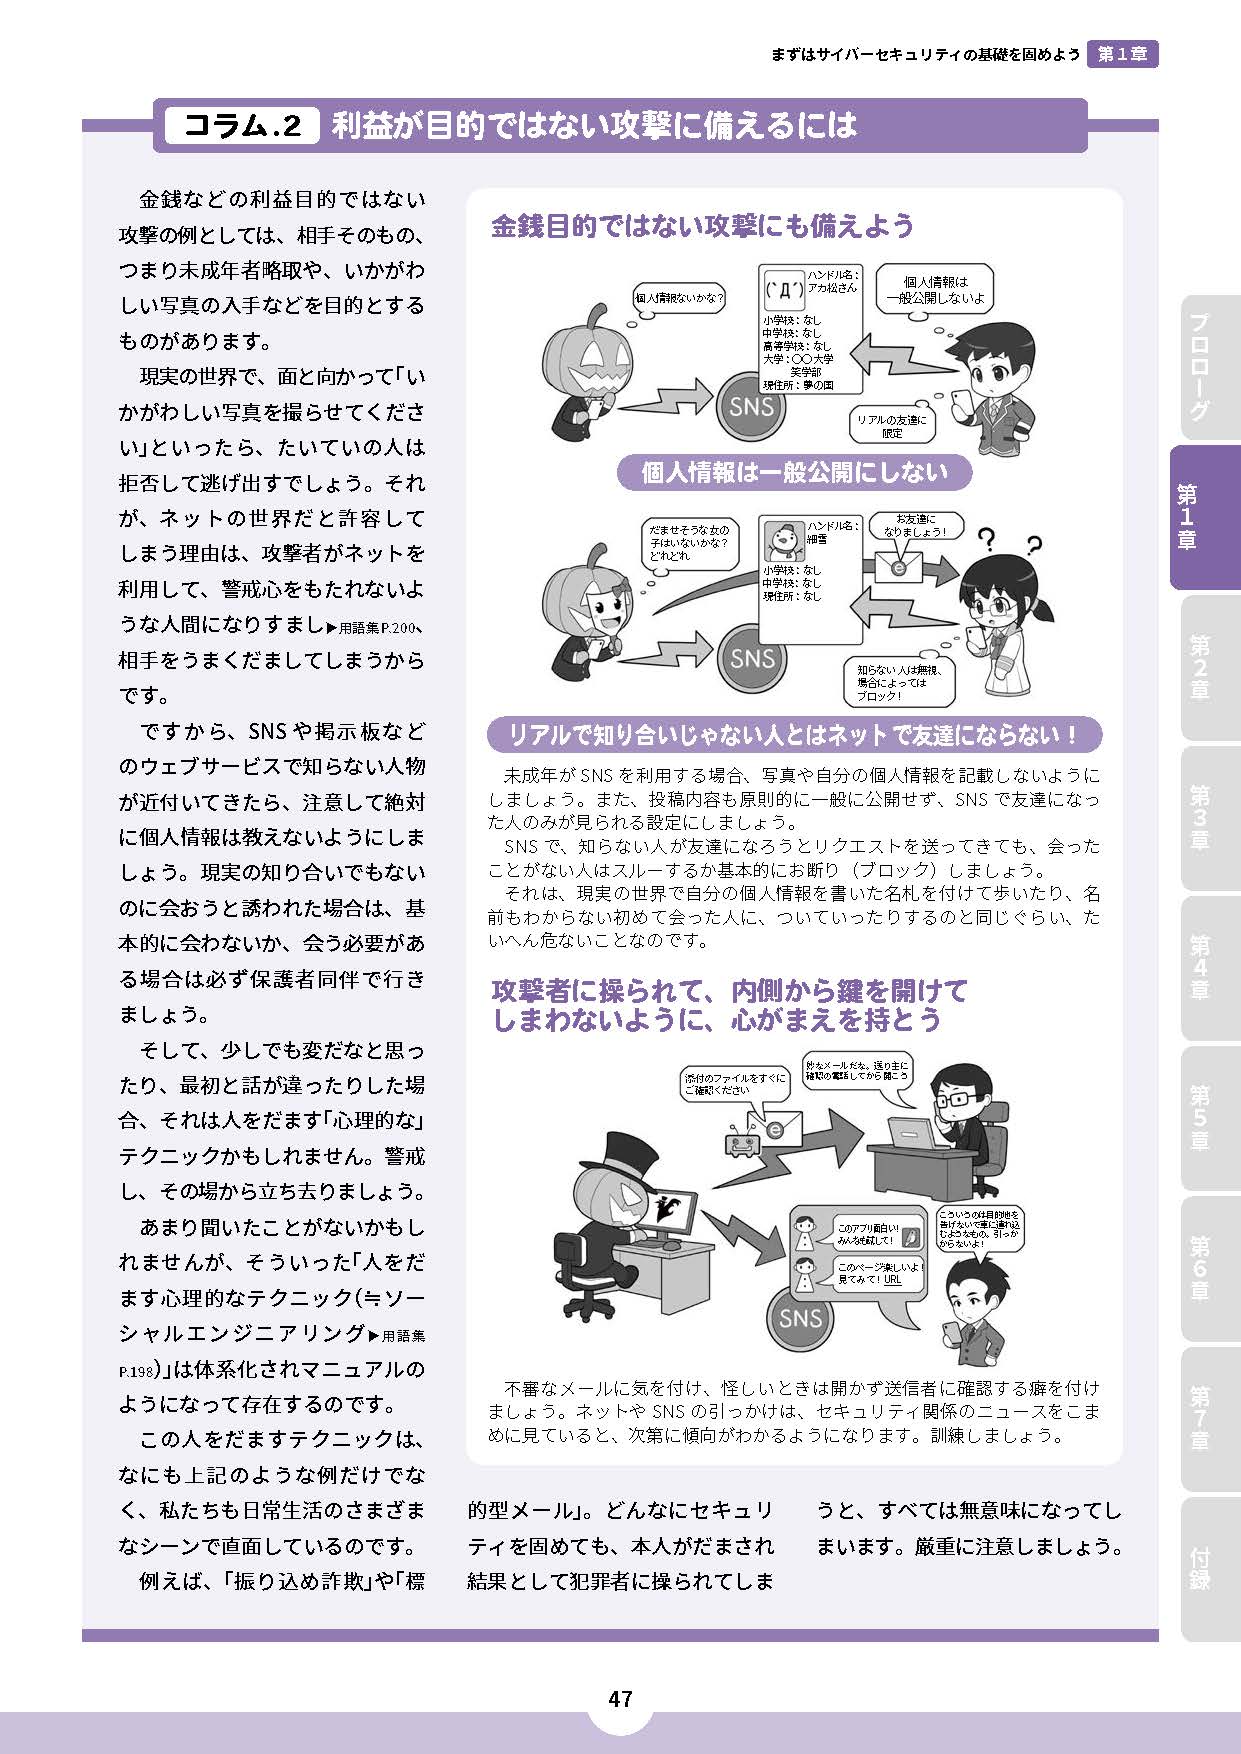 まずはサイバーセキュリティの基礎を固めよう 第1章
コラム.2 利益が目的ではない攻撃に備えるには
金銭などの利益目的ではない
攻撃の例としては、相手そのもの、
つまり未成年者略取や、いかがわ
しい写真の入手などを目的とする
ものがあります。
現実の世界で、面と向かって「い
かがわしい写真を撮らせてくださ
い」といったら、たいていの人は
拒否して逃げ出すでしょう。それ
が、ネットの世界だと許容して
しまう理由は、攻撃者がネットを
利用して、警戒心をもたれないよ
うな人間になりすまし▶用語集P.200、
相手をうまくだましてしまうから
です。
ですから、SNSや掲示板など
のウェブサービスで知らない人物
が近付いてきたら、注意して絶対
に個人情報は教えないようにしま
しょう。現実の知り合いでもない
のに会おうと誘われた場合は、基
本的に会わないか、会う必要があ
る場合は必ず保護者同伴で行き
ましょう。
そして、少しでも変だなと思っ
たり、最初と話が違ったりした場
合、それは人をだます「心理的な」
テクニックかもしれません。警戒
し、その場から立ち去りましょう。
あまり聞いたことがないかもし
れませんが、そういった「人をだ
ます心理的なテクニック(≒ソー
シャルエンジニアリング▶用語集
P.198)」は体系化されマニュアルの
ようになって存在するのです。
この人をだますテクニックは、
なにも上記のような例だけでな
く、私たちも日常生活のさまざま
なシーンで直面しているのです。
例えば、「振り込め詐欺」や「標
的型メール」。どんなにセキュリ
ティを固めても、本人がだまされ
結果として犯罪者に操られてしま
うと、すべては無意味になってし
まいます。厳重に注意しましょう。
金銭目的ではない攻撃にも備えよう
個人情報ないかな?
(`Д´)
ハンドル名:
アカ松さん
小学校:なし
中学校:なし
高等学校:なし
大学:〇〇大学
笑学部
現住所:夢の国
個人情報は
一般公開しないよ
SNS
リアルの友達に
限定
個人情報は一般公開にしない
だませそうな女の
子はいないかな?
どれどれ
ハンドル名:
細雪
小学校:なし
中学校:なし
現住所:なし
お友達に
なりましょう!
e
? ?
SNS
知らない人は無視、
場合によっては
ブロック!
リアルで知り合いじゃない人とはネットで友達にならない!
未成年がSNSを利用する場合、写真や自分の個人情報を記載しないように
しましょう。また、投稿内容も原則的に一般に公開せず、SNSで友達になっ
た人のみが見られる設定にしましょう。
SNSで、知らない人が友達になろうとリクエストを送ってきても、会った
ことがない人はスルーするか基本的にお断り(ブロック)しましょう。
それは、現実の世界で自分の個人情報を書いた名札を付けて歩いたり、名
前もわからない初めて会った人に、ついていったりするのと同じぐらい、た
いへん危ないことなのです。
攻撃者に操られて、内側から鍵を開けて
しまわないように、心がまえを持とう
添付のファイルをすぐに
ご確認ください
妙なメールだな。送り主に
確認の電話してから開こう
e
このアプリ面白い!
みんなも試して!
このページ楽しいよ!
見てみて!URL
こういうのは目的地を
告げないで車に連れ込
むようなもの。引っか
からないよ!
SNS
不審なメールに気を付け、怪しいときは開かず送信者に確認する癖を付け
ましょう。ネットやSNSの引っかけは、セキュリティ関係のニュースをこま
めに見ていると、次第に傾向がわかるようになります。訓練しましょう。
プロローグ
第1章
第2章
第3章
第4章
第5章
第6章
第7章
付録
47